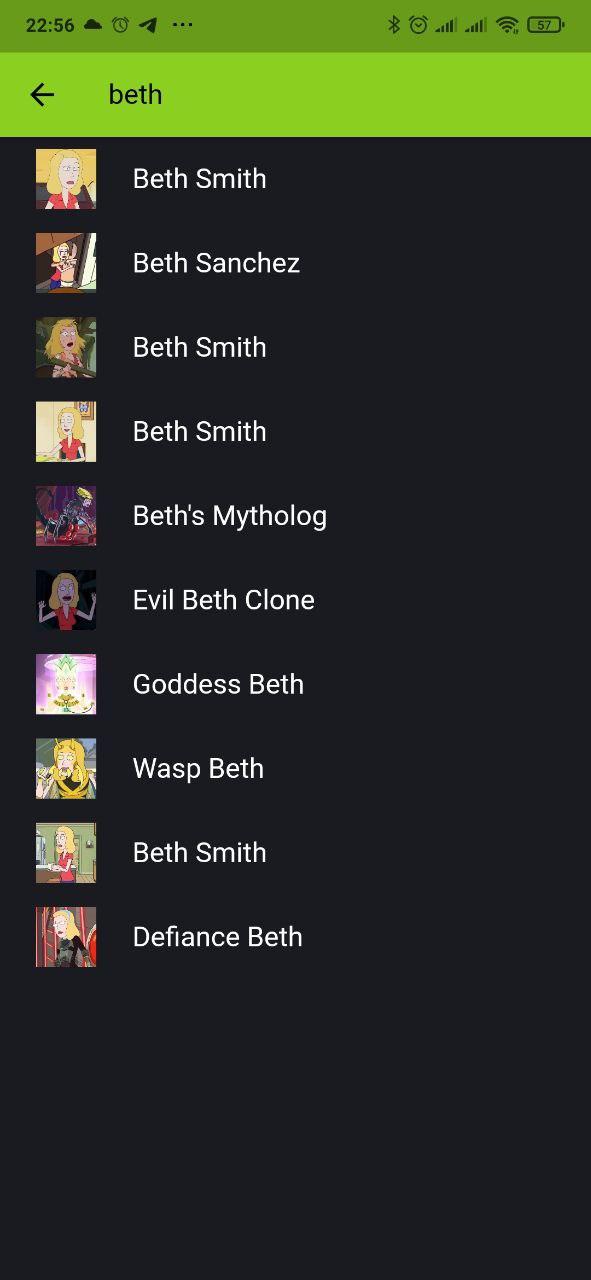 22:56
57
beth
Beth Smith
Beth Sanchez
Beth Smith
Beth Smith
Beth's Mytholog
Evil Beth Clone
Goddess Beth
Wasp Beth
Beth Smith
Defiance Beth